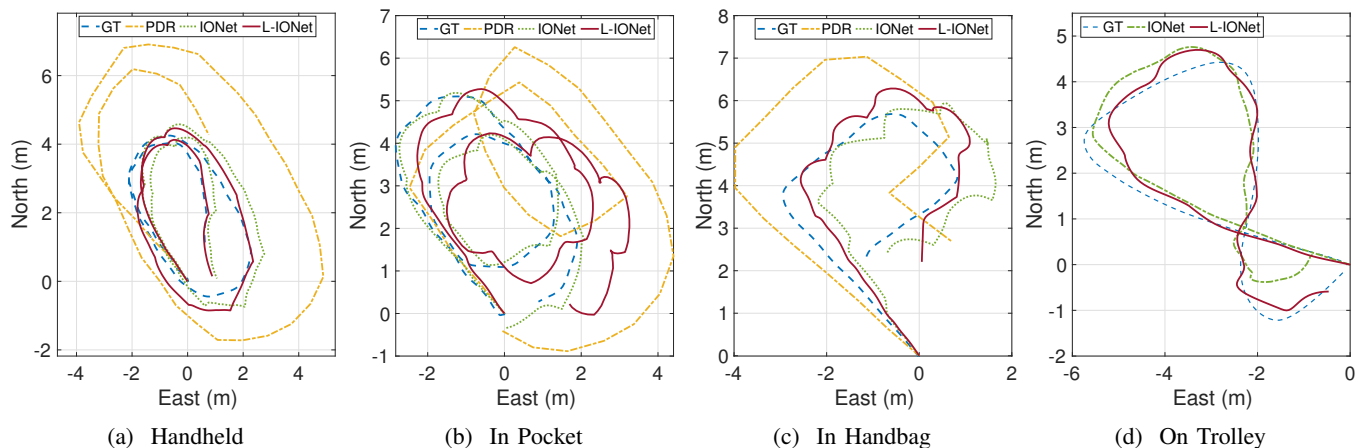 GT PDR IONet L-IONet
6
4
2
0
-2
North (m)
-4 -2 0 2 4
East (m)
(a) Handheld
GT PDR IONet L-IONet
7
6
5
4
3
2
1
0
-1
North (m)
-2 0 2 4
East (m)
(b) In Pocket
GT PDR IONet L-IONet
8
7
6
5
4
3
2
0
North (m)
-4 -2 0 2
East (m)
(c) In Handbag
GT IONet L-IONet
5
4
3
2
1
0
-1
-2
North (m)
-6 -4 -2 0
East (m)
(d) On Trolley